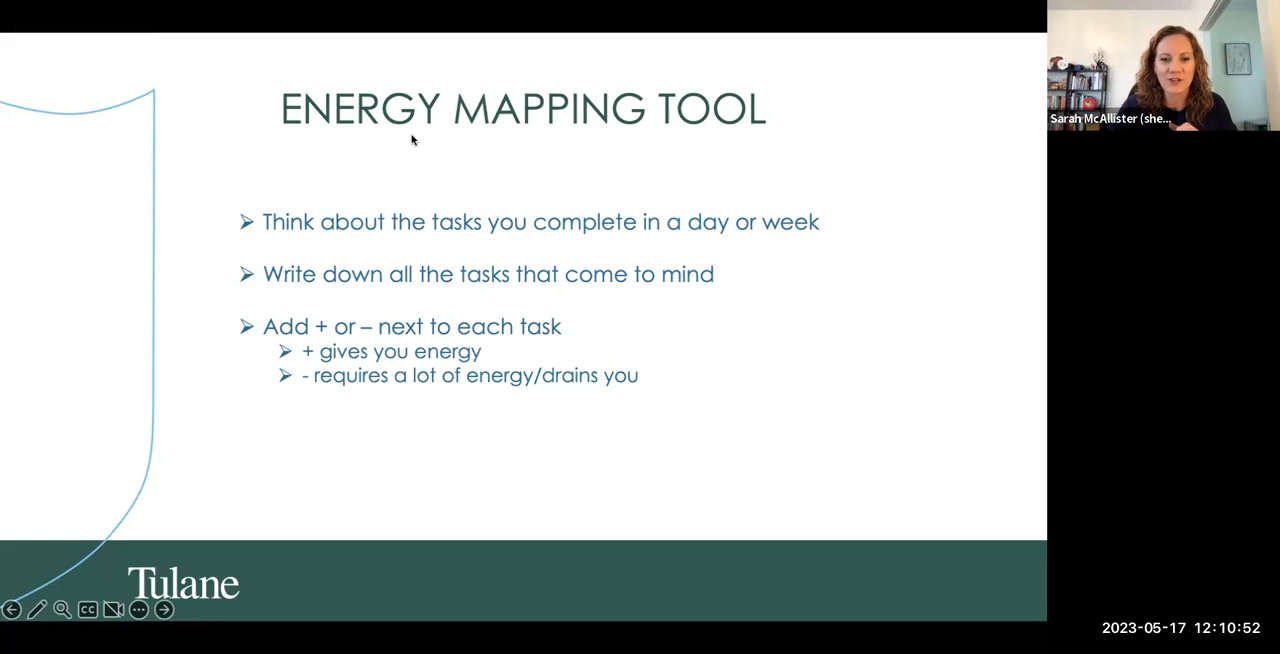 ENERGY MAPPING TOOL
Sarah McAllister (she...
➢ Think about the tasks you complete in a day or week
➢ Write down all the tasks that come to mind
➢ Add + or – next to each task
➢ + gives you energy
➢ - requires a lot of energy/drains you
Tulane
CC
2023-05-17 12:10:52